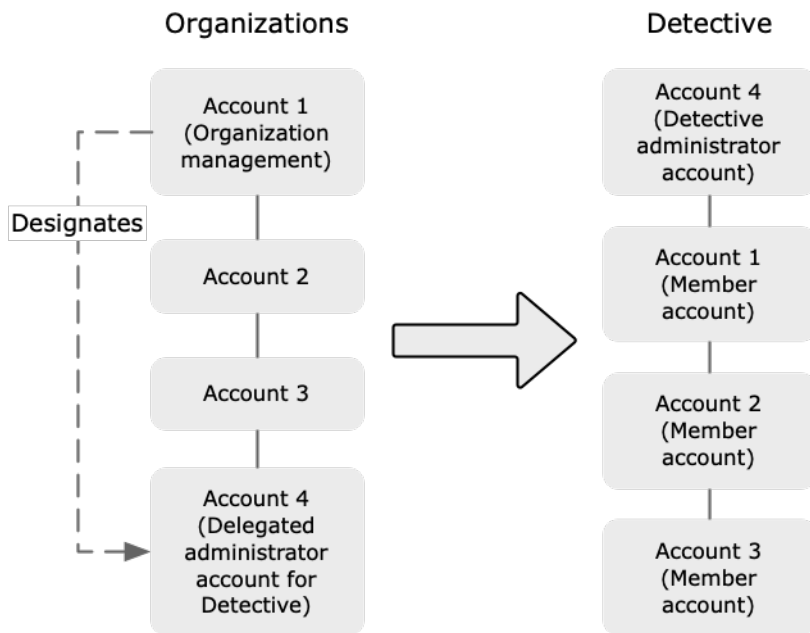 Organizations
Account 1
(Organization
management)
Designates
Account 2
Account 3
Account 4
(Delegated
administrator
account for
Detective)
Detective
Account 4
(Detective
administrator
account)
Account 1
(Member
account)
Account 2
(Member
account)
Account 3
(Member
account)